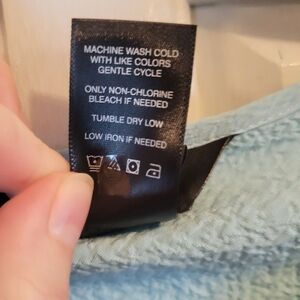 MACHINE WASH COLD
WITH LIKE COLORS
GENTLE CYCLE
ONLY NON-CHLORINE
BLEACH IF NEEDED
TUMBLE DRY LOW
LOW IRON IF NEEDED